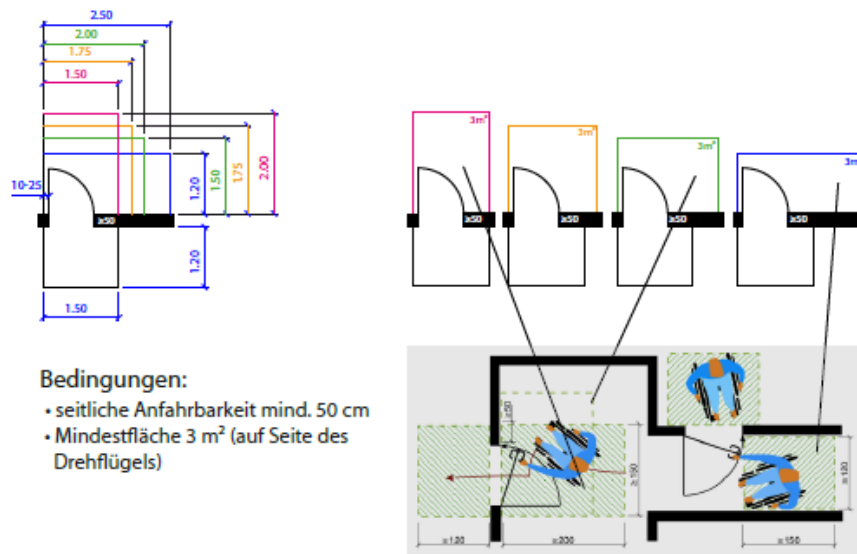 2.50
2.00
1.75
1.50
10-25
≥50
1.20
1.50
1.75
2.00
1.20
1.50
3m²
3m²
3m²
3m
≥50
≥50
≥50
≥50
Bedingungen:
• seitliche Anfahrbarkeit mind. 50 cm
• Mindestfläche 3 m² (auf Seite des
Drehflügels)
≥50
≥150
≥120
≥120
≥200
≥150